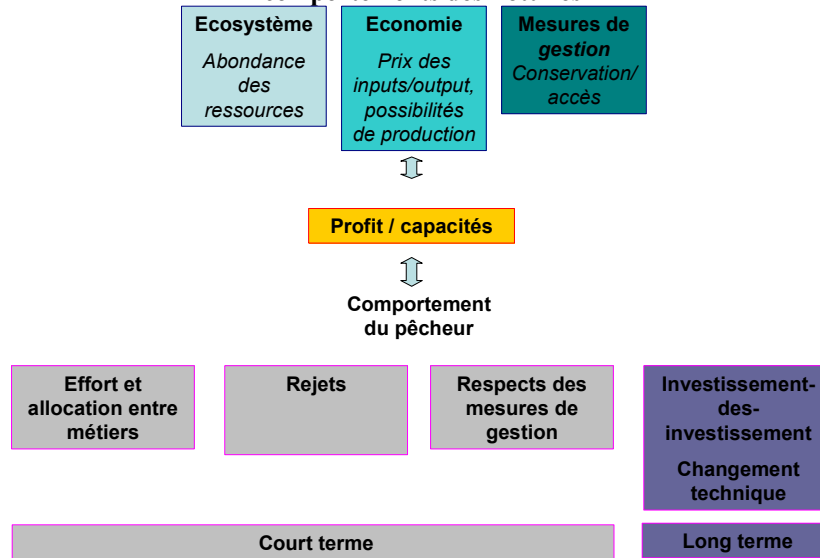 Ecosystème
Abondance
des
ressources
Economie
Prix des
inputs/output,
possibilités
de production
Mesures de
gestion
Conservation/
accès
Profit / capacités
Comportement
du pêcheur
Effort et
allocation entre
métiers
Rejets
Respects des
mesures de
gestion
Investissement-
des-
investissement
Changement
technique
Court terme
Long terme